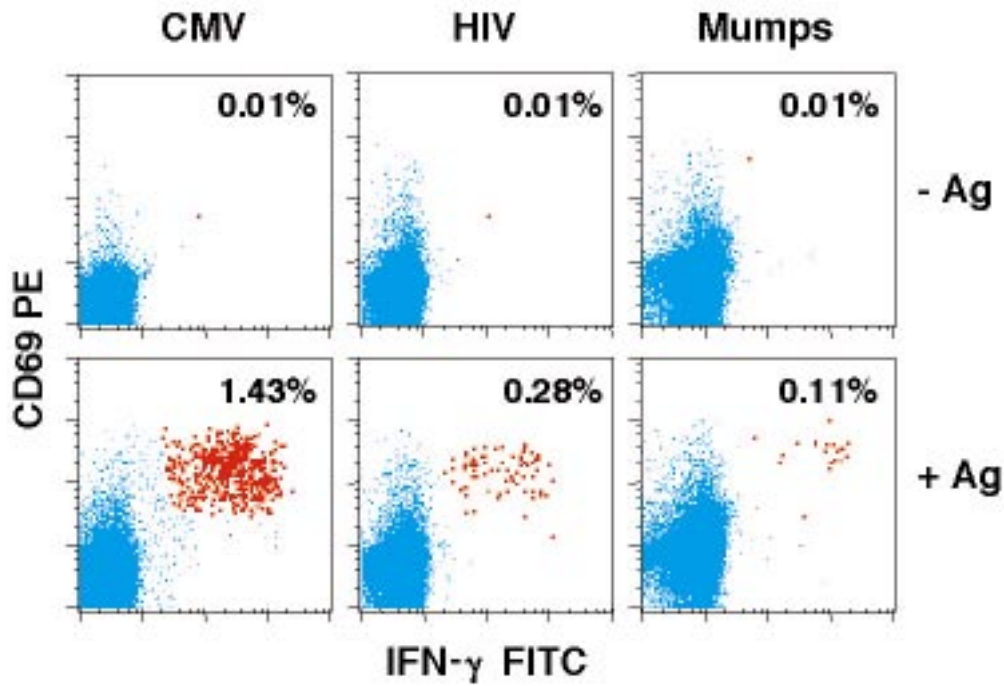 CMV HIV Mumps
0.01% 0.01% 0.01%
- Ag
CD69 PE
1.43% 0.28% 0.11%
+ Ag
IFN-γ FITC